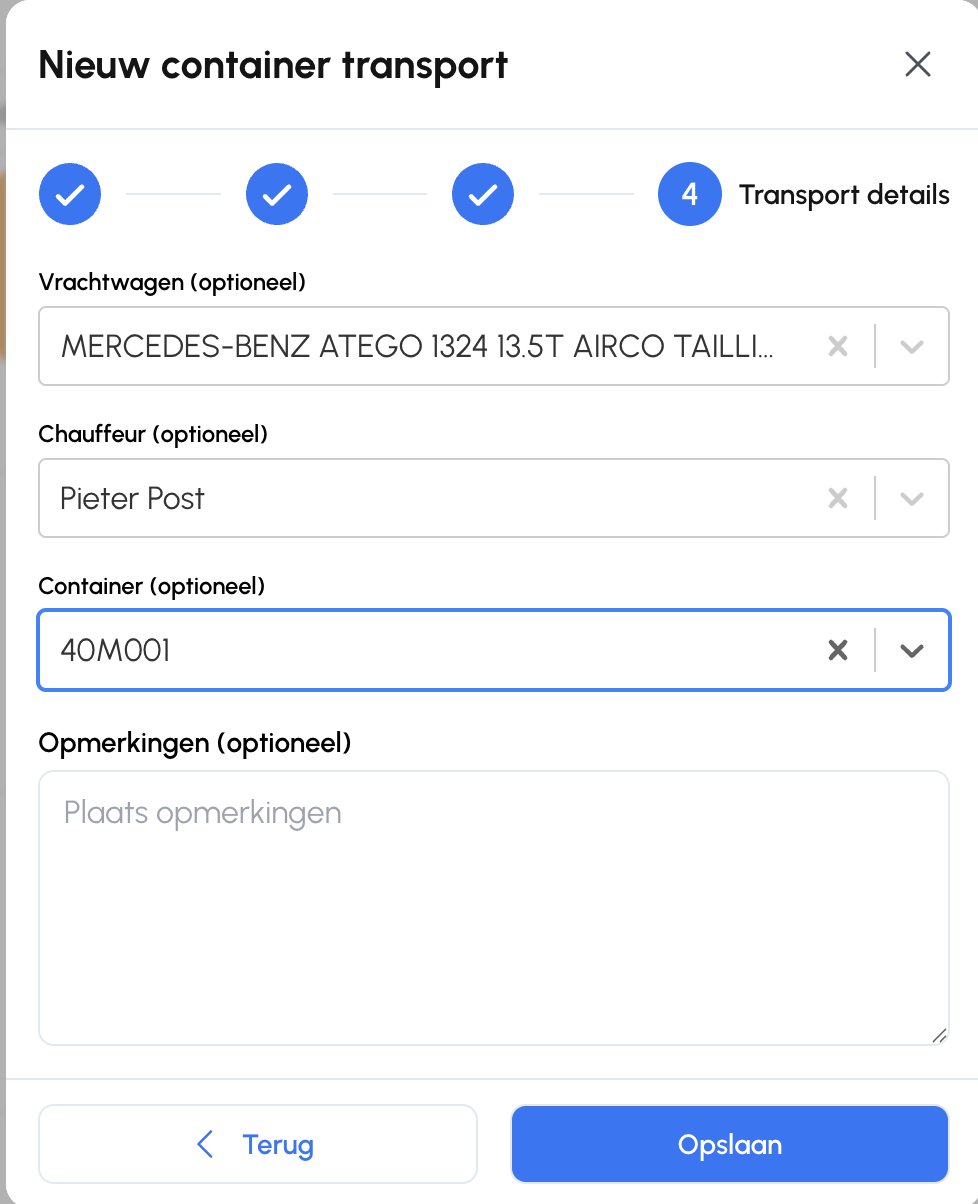 Nieuw container transport
4 Transport details
Vrachtwagen (optioneel)
MERCEDES-BENZ ATEGO 1324 13.5T AIRCO TAILLI...
Chauffeur (optioneel)
Pieter Post
Container (optioneel)
40M001
Opmerkingen (optioneel)
Plaats opmerkingen
Terug
Opslaan